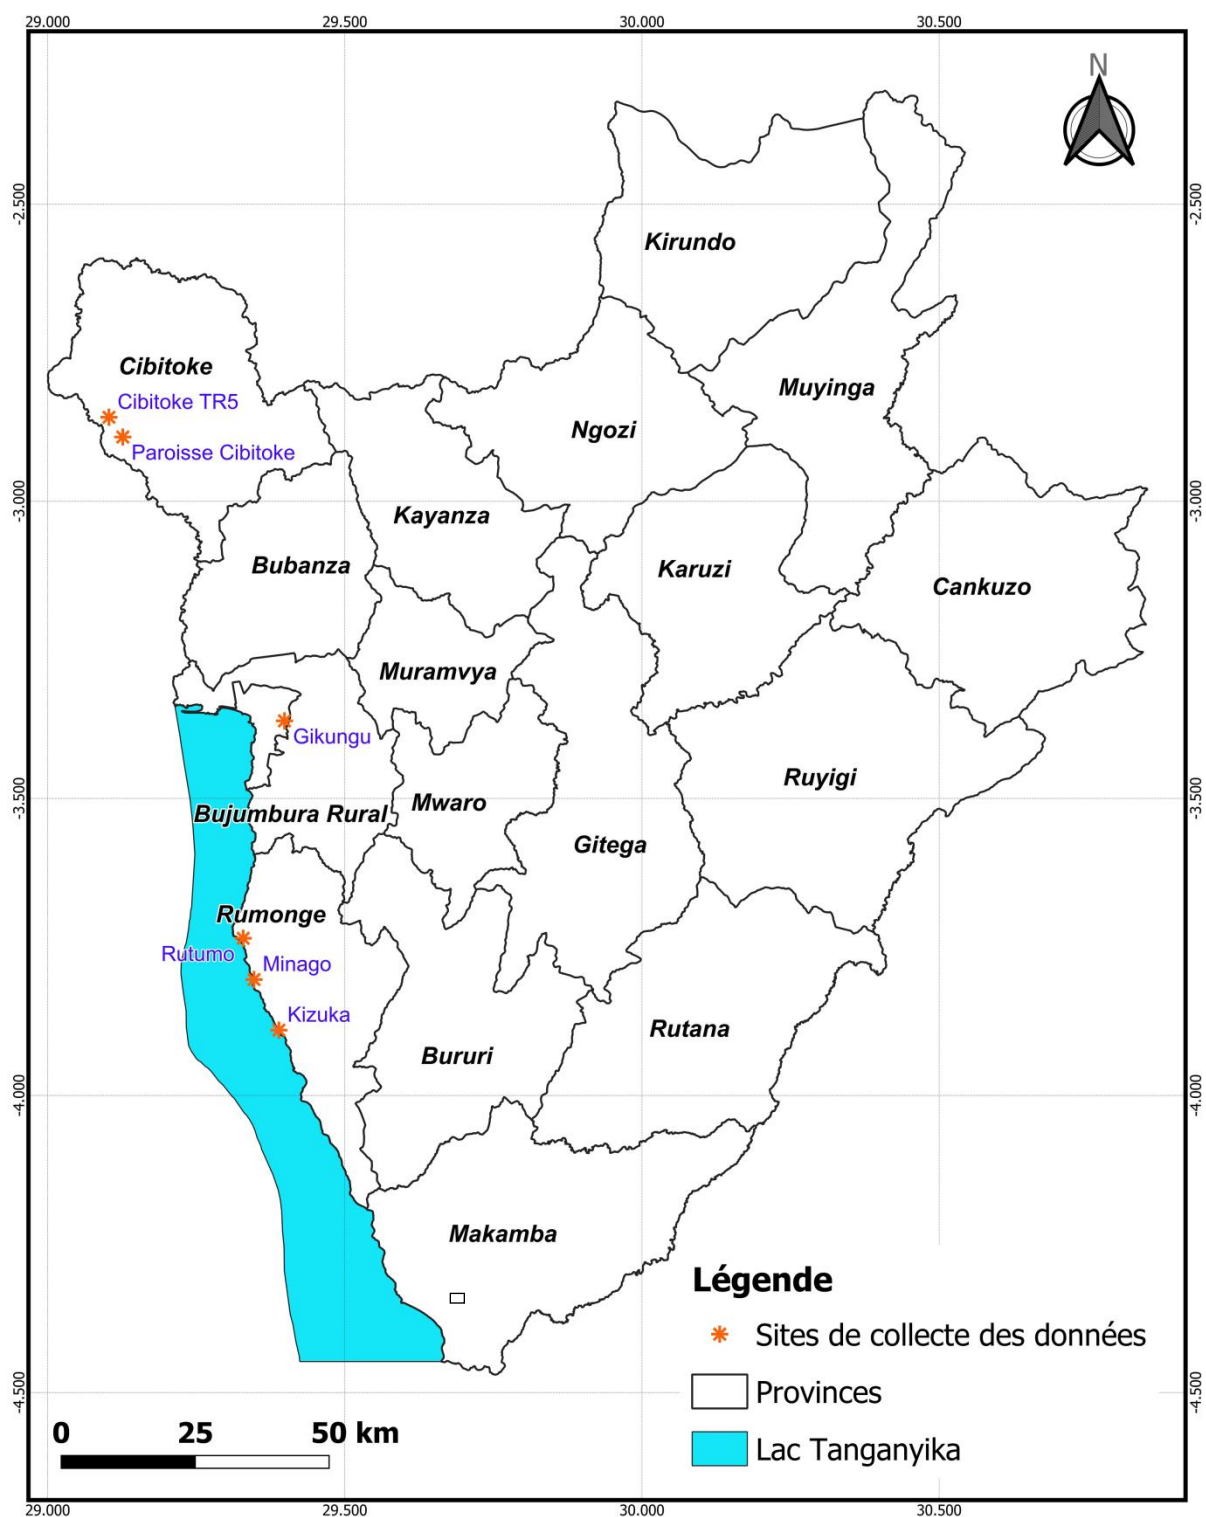 29.000 29.500 30.000 30.500
N
-2.500 -2.500
Kirundo
Cibitoke
Muyinga
Cibitoke TR5
Ngozi
Paroisse Cibitoke
-3.000 -3.000
Kayanza
Bubanza
Karuzi
Cankuzo
Muramvya
Gikungu
Ruyigi
-3.500 -3.500
Mwaro
Bujumbura Rural
Gitega
Rumonge
Rutumo
Minago
Kizuka
Rutana
Bururi
-4.000 -4.000
Makamba
Légende
Sites de collecte des données
Provinces
-4.500 -4.500
0 25 50 km
Lac Tanganyika
29.000 29.500 30.000 30.500